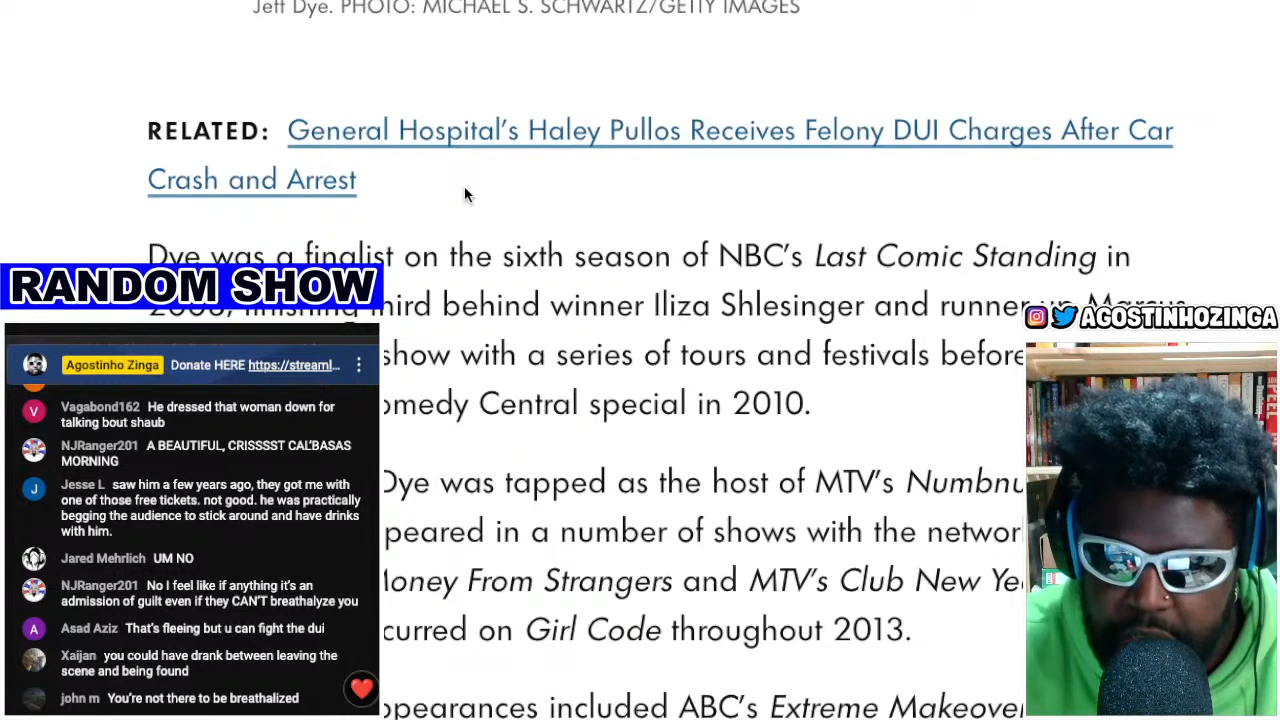 Jeff Dye. PHOTO: MICHAEL S. SCHWARTZ/GETTY IMAGES
RELATED: General Hospital's Haley Pullos Receives Felony DUI Charges After Car
Crash and Arrest
Dye was a finalist on the sixth season of NBC's Last Comic Standing in
finishing third behind winner Iliza Shlesinger and runner-up Marcus
show with a series of tours and festivals before
omedy Central special in 2010.
Dye was tapped as the host of MTV's Numbnu
peared in a number of shows with the networ
Money From Strangers and MTV's Club New Ye
curred on Girl Code throughout 2013.
ppearances included ABC's Extreme Makeover
RANDOM SHOW
Agostinho Zinga Donate HERE https://streaml...
Vagabond162 He dressed that woman down for
talking bout shaub
NJRanger201 A BEAUTIFUL, CRISSSST CAL'BASAS
MORNING
Jesse L saw him a few years ago, they got me with
one of those free tickets. not good. he was practically
begging the audience to stick around and have drinks
with him.
Jared Mehrlich UM NO
NJRanger201 No I feel like if anything it's an
admission of guilt even if they CAN'T breathalyze you
Asad Aziz That's fleeing but u can fight the dui
Xaijan you could have drank between leaving the
scene and being found
john m You're not there to be breathalized
AGOSTINHOZINGA